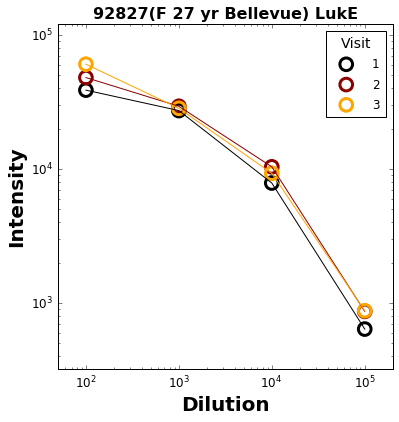 92827(F 27 yr Bellevue) LukE
Visit
1
2
3
Intensity
10⁵
10⁴
10³
10² 10³ 10⁴ 10⁵
Dilution